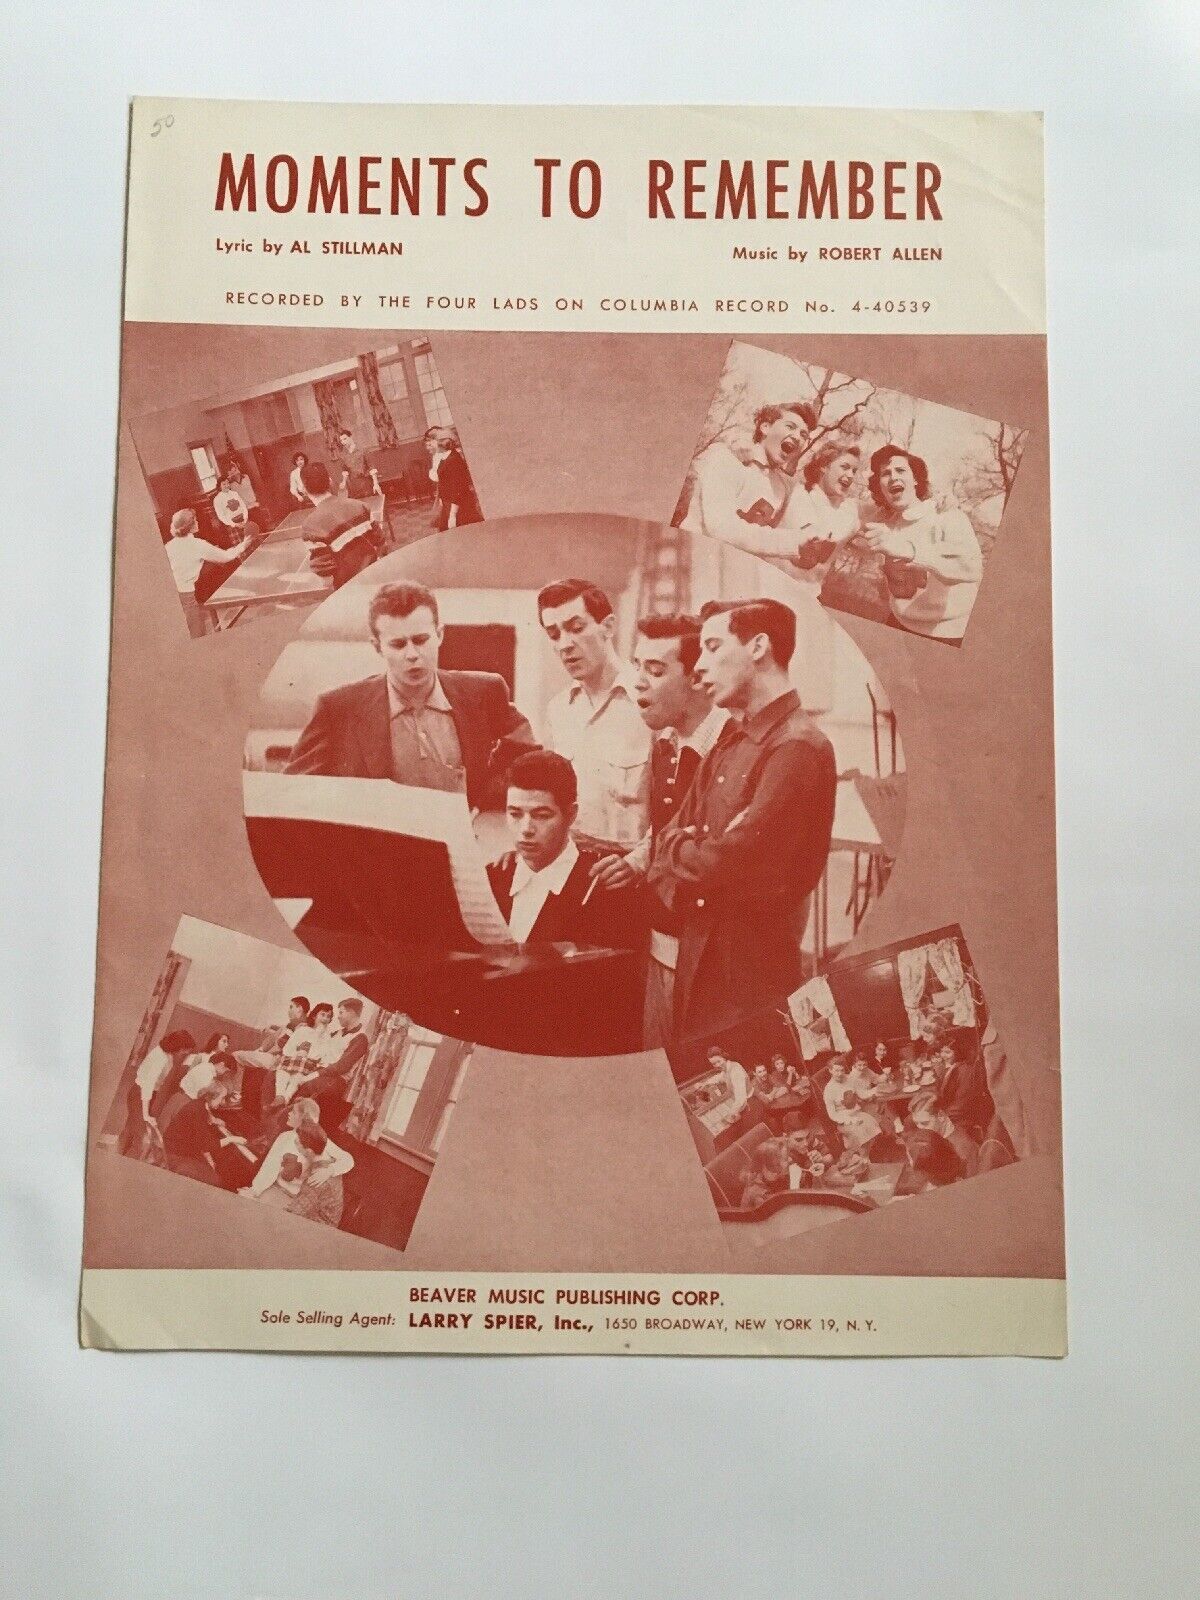 50
MOMENTS TO REMEMBER
Lyric by AL STILLMAN Music by ROBERT ALLEN
RECORDED BY THE FOUR LADS ON COLUMBIA RECORD No. 4-40539
BEAVER MUSIC PUBLISHING CORP.
Sole Selling Agent: LARRY SPIER, Inc., 1650 BROADWAY, NEW YORK 19, N. Y.